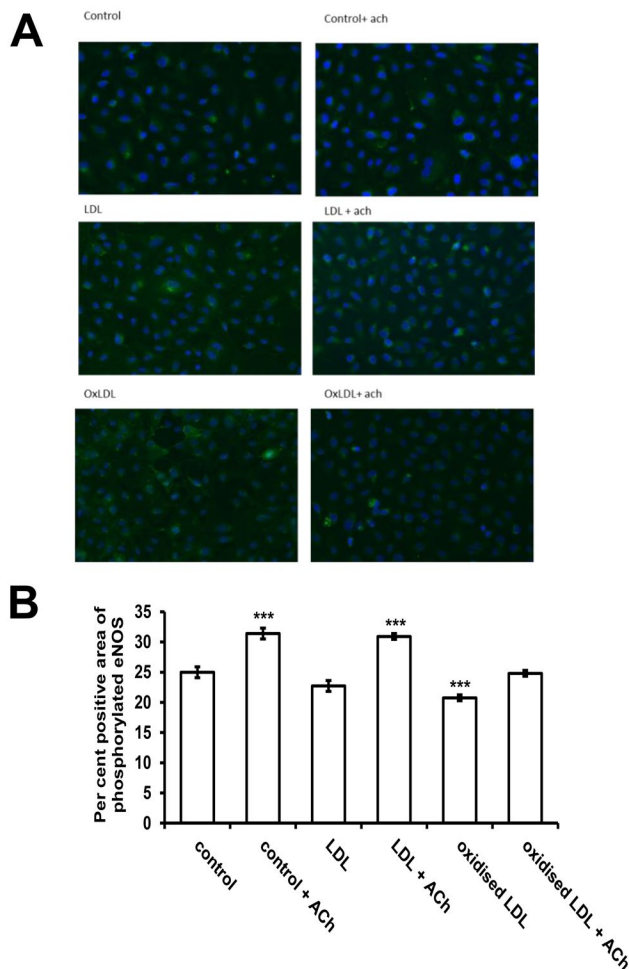 A
Control
Control+ ach
LDL
LDL + ach
OxLDL
OxLDL+ ach
B
Per cent positive area of
phosphorylated eNOS
35
30
25
20
15
10
5
0
***
***
***
control
control + ACh
LDL
LDL + ACh
oxidised LDL
oxidised LDL + ACh